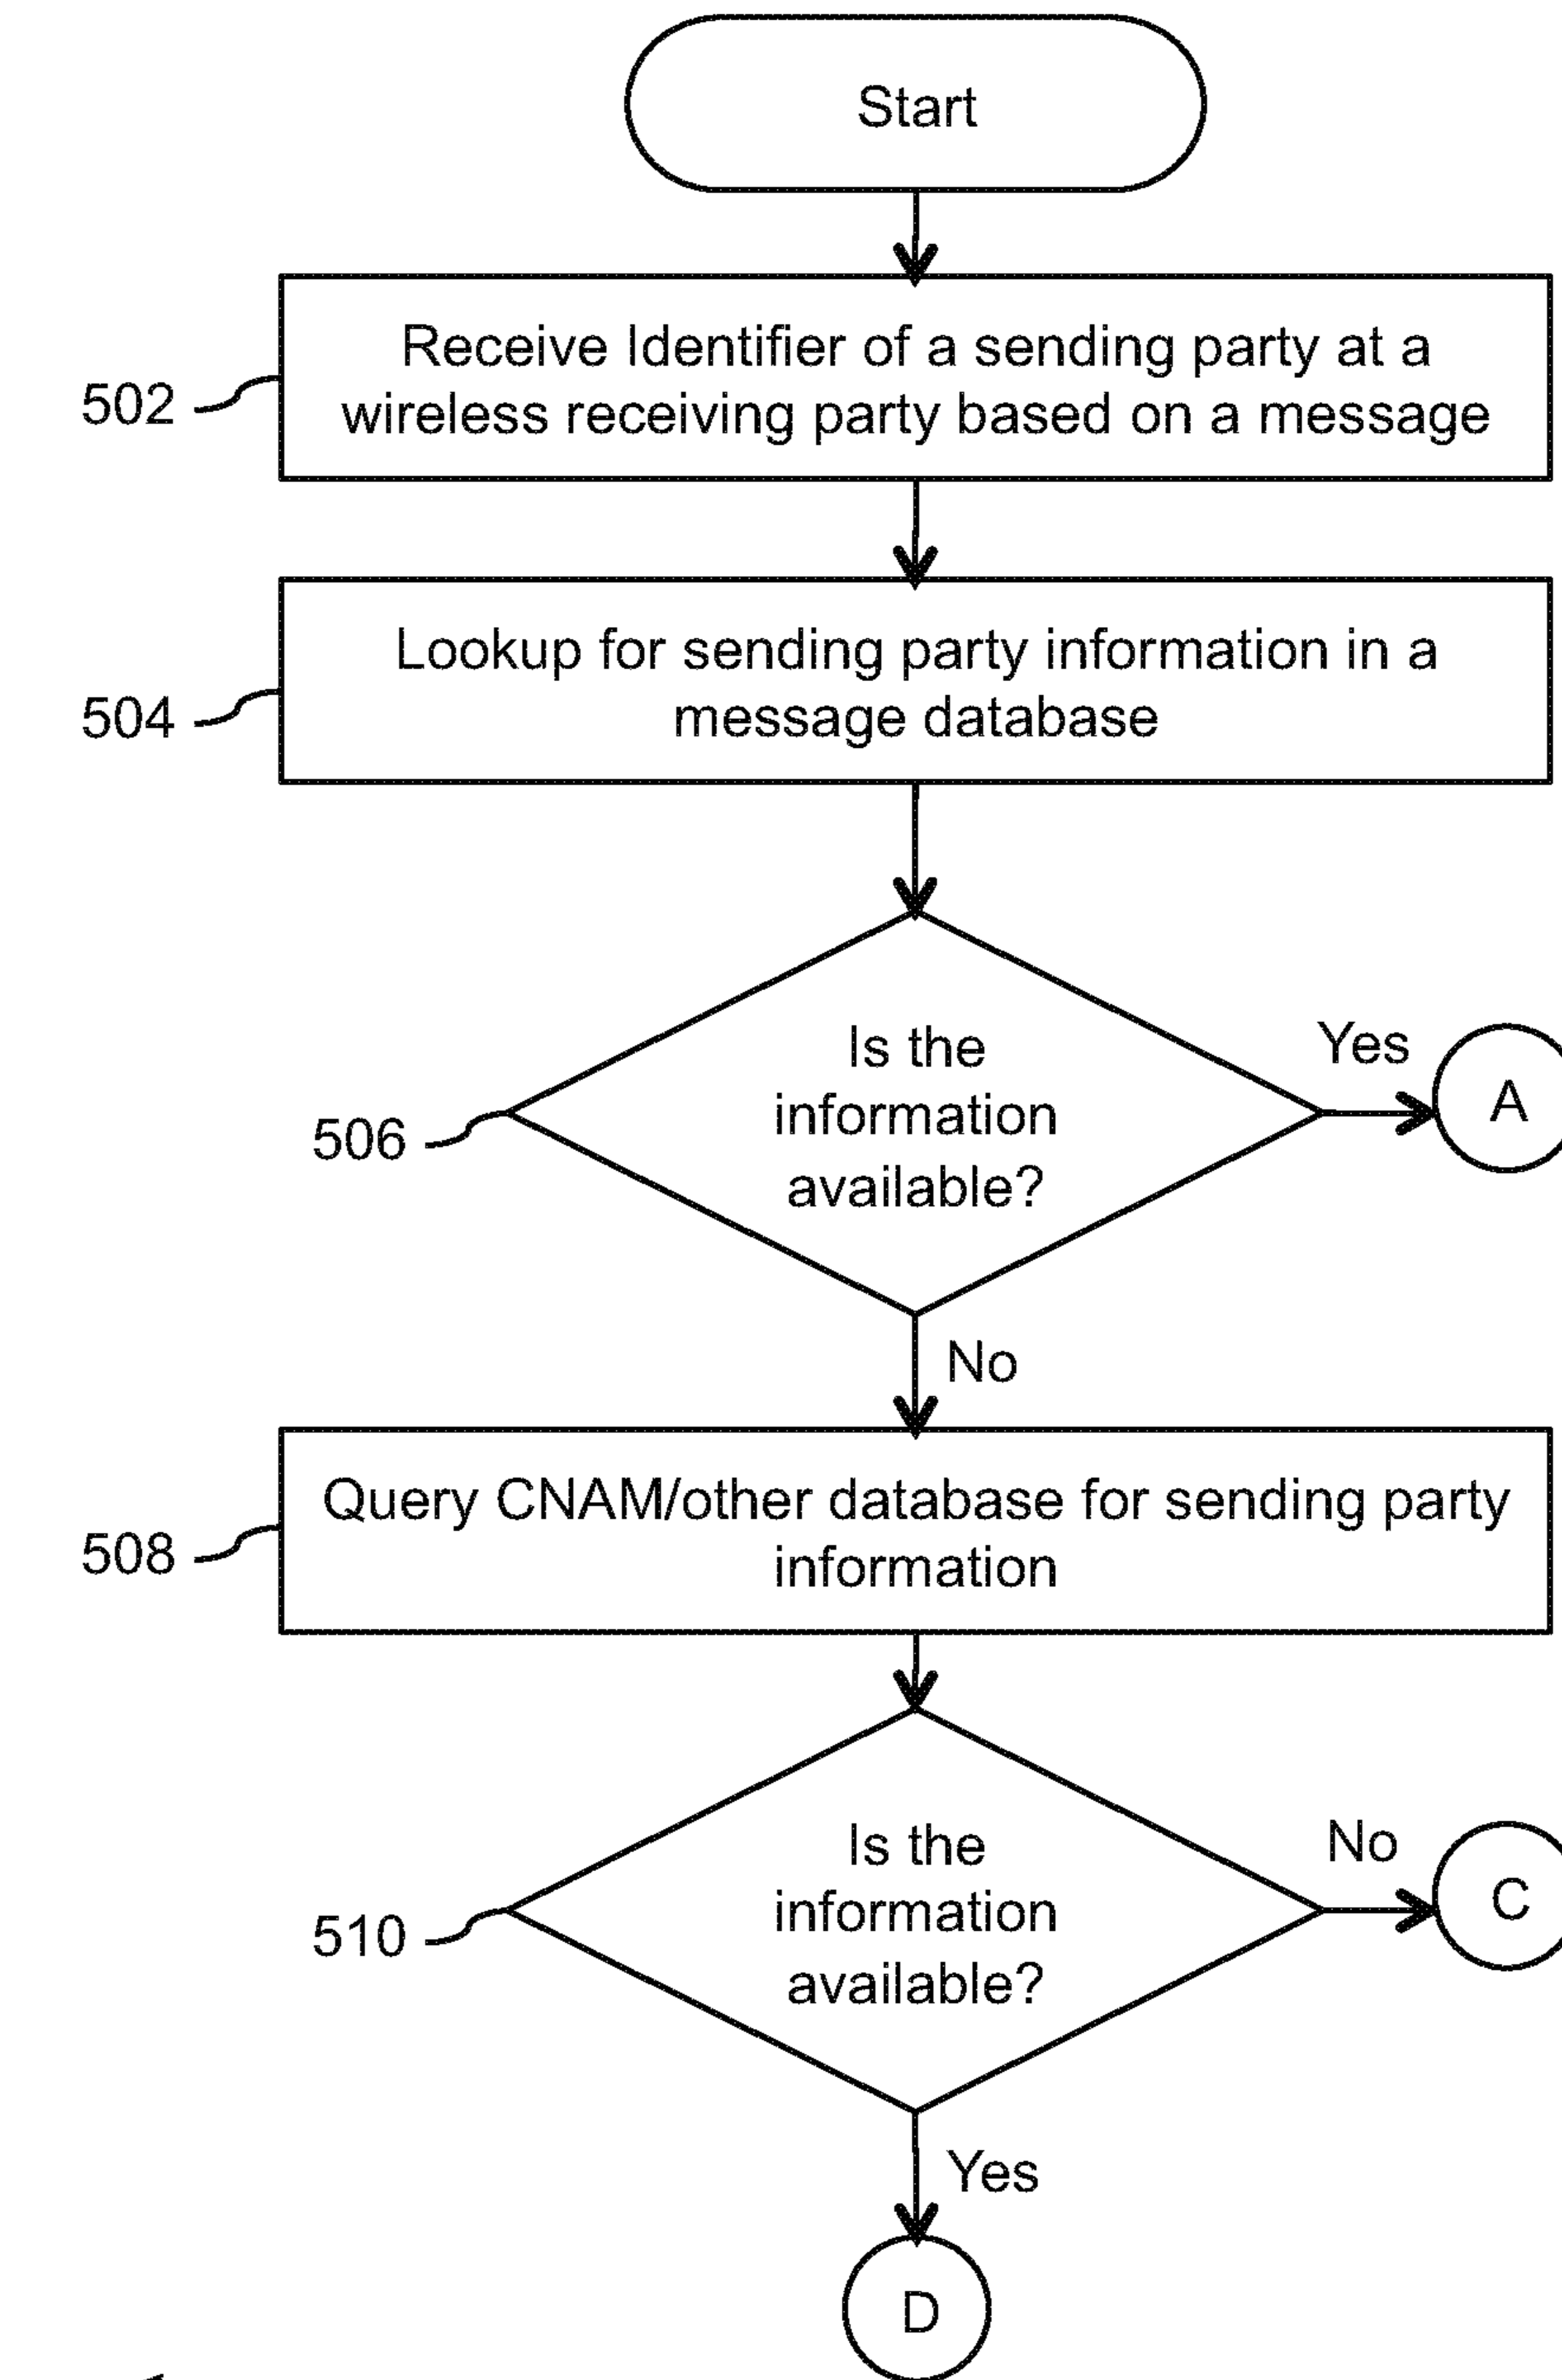 Start
Receive Identifier of a sending party at a
wireless receiving party based on a message
502
Lookup for sending party information in a
message database
504
Is the
information
available?
506
Yes
A
No
Query CNAM/other database for sending party
information
508
Is the
information
available?
510
No
C
Yes
D